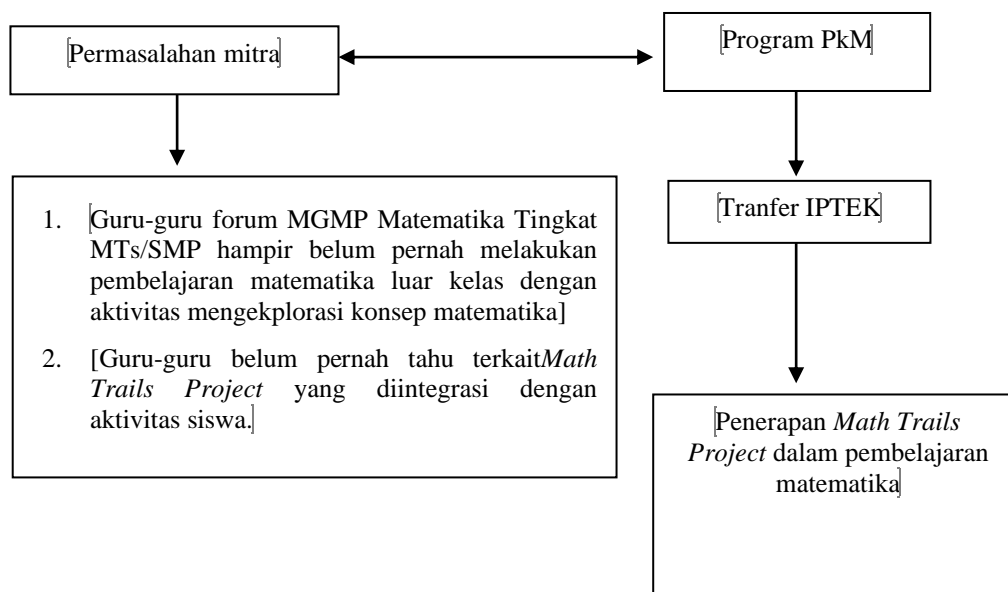 [Permasalahan mitra]
[Program PkM]
1. [Guru-guru forum MGMP Matematika Tingkat
MTs/SMP hampir belum pernah melakukan
pembelajaran matematika luar kelas dengan
aktivitas mengekplorasi konsep matematika]
2. [Guru-guru belum pernah tahu terkaitMath
Trails Project yang diintegrasi dengan
aktivitas siswa.]
[Tranfer IPTEK]
[Penerapan Math Trails
Project dalam pembelajaran
matematika]